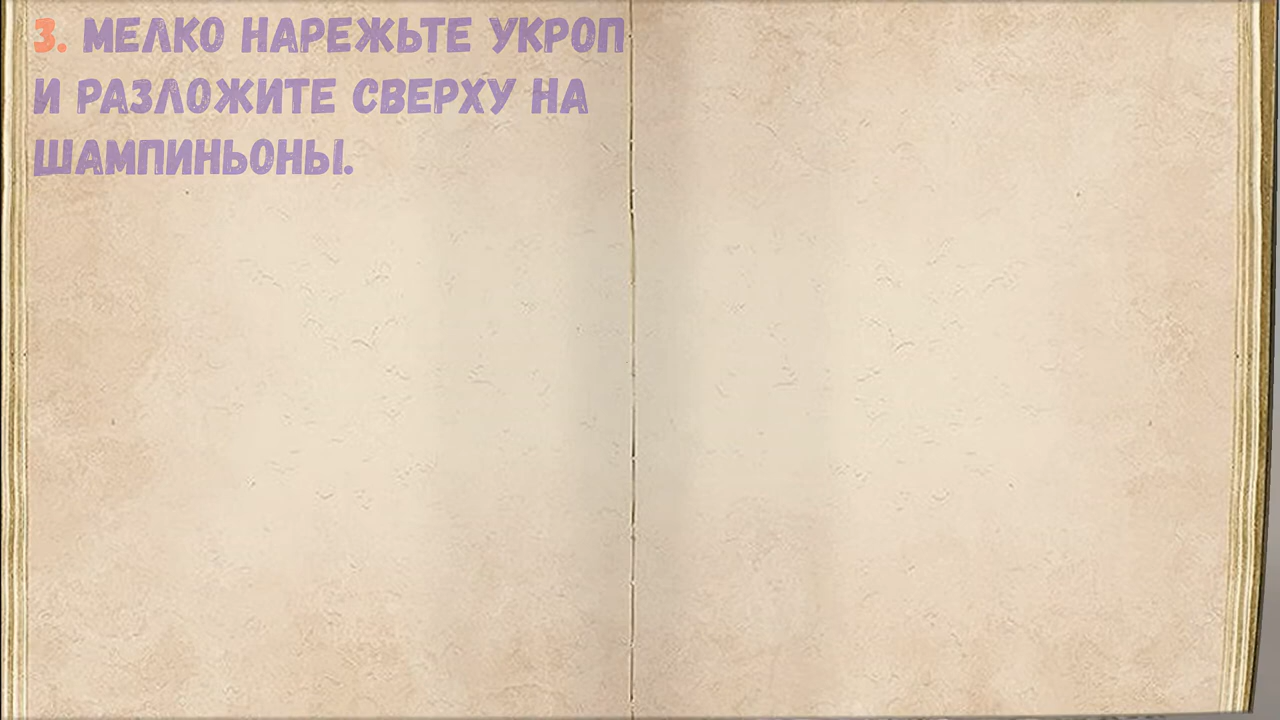 3. МЕЛКО НАРЕЖЬТЕ УКРОП
И РАЗЛОЖИТЕ СВЕРХУ НА
ШАМПИНЬОНЫ.